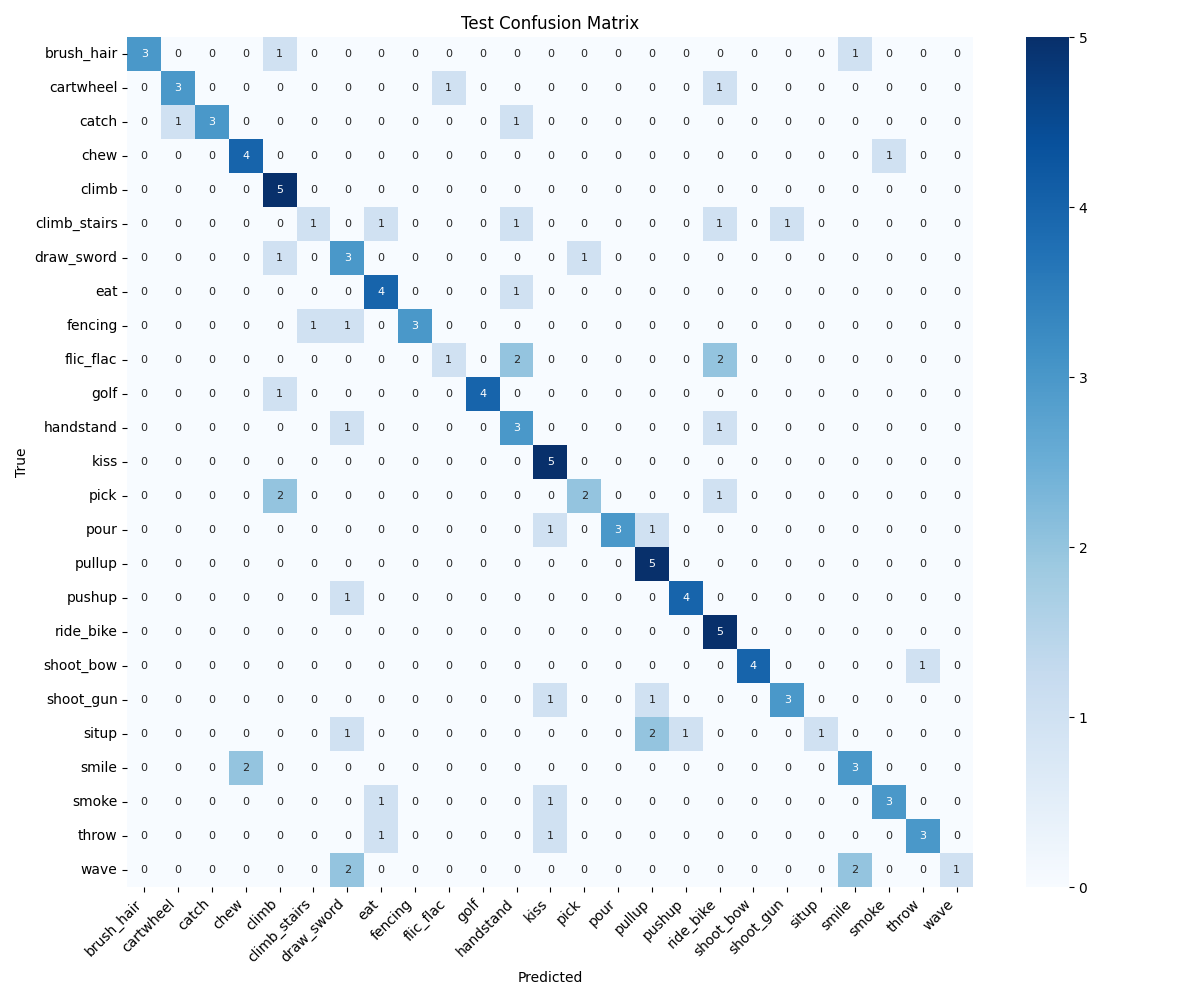 Test Confusion Matrix
brush_hair 3 0 0 0 1 0 0 0 0 0 0 0 0 0 0 0 0 0 0 0 0 1 0 0 0
cartwheel 0 3 0 0 0 0 0 0 0 1 0 0 0 0 0 0 0 1 0 0 0 0 0 0 0
catch 0 1 3 0 0 0 0 0 0 0 0 1 0 0 0 0 0 0 0 0 0 0 0 0 0
chew 0 0 0 4 0 0 0 0 0 0 0 0 0 0 0 0 0 0 0 0 0 0 1 0 0
climb 0 0 0 0 5 0 0 0 0 0 0 0 0 0 0 0 0 0 0 0 0 0 0 0 0
climb_stairs 0 0 0 0 0 1 0 1 0 0 0 1 0 0 0 0 0 1 0 1 0 0 0 0 0
draw_sword 0 0 0 0 1 0 3 0 0 0 0 0 0 1 0 0 0 0 0 0 0 0 0 0 0
eat 0 0 0 0 0 0 0 4 0 0 0 1 0 0 0 0 0 0 0 0 0 0 0 0 0
fencing 0 0 0 0 0 1 1 0 3 0 0 0 0 0 0 0 0 0 0 0 0 0 0 0 0
flic_flac 0 0 0 0 0 0 0 0 0 1 0 2 0 0 0 0 0 2 0 0 0 0 0 0 0
golf 0 0 0 0 1 0 0 0 0 0 4 0 0 0 0 0 0 0 0 0 0 0 0 0 0
handstand 0 0 0 0 0 0 1 0 0 0 0 3 0 0 0 0 0 1 0 0 0 0 0 0 0
kiss 0 0 0 0 0 0 0 0 0 0 0 0 5 0 0 0 0 0 0 0 0 0 0 0 0
pick 0 0 0 0 2 0 0 0 0 0 0 0 0 2 0 0 0 1 0 0 0 0 0 0 0
pour 0 0 0 0 0 0 0 0 0 0 0 0 1 0 3 1 0 0 0 0 0 0 0 0 0
pullup 0 0 0 0 0 0 0 0 0 0 0 0 0 0 0 5 0 0 0 0 0 0 0 0 0
pushup 0 0 0 0 0 0 1 0 0 0 0 0 0 0 0 0 4 0 0 0 0 0 0 0 0
ride_bike 0 0 0 0 0 0 0 0 0 0 0 0 0 0 0 0 0 5 0 0 0 0 0 0 0
shoot_bow 0 0 0 0 0 0 0 0 0 0 0 0 0 0 0 0 0 0 4 0 0 0 0 1 0
shoot_gun 0 0 0 0 0 0 0 0 0 0 0 0 1 0 0 1 0 0 0 3 0 0 0 0 0
situp 0 0 0 0 0 0 1 0 0 0 0 0 0 0 0 2 1 0 0 0 1 0 0 0 0
smile 0 0 0 2 0 0 0 0 0 0 0 0 0 0 0 0 0 0 0 0 0 3 0 0 0
smoke 0 0 0 0 0 0 0 1 0 0 0 0 1 0 0 0 0 0 0 0 0 0 3 0 0
throw 0 0 0 0 0 0 0 1 0 0 0 0 1 0 0 0 0 0 0 0 0 0 0 3 0
wave 0 0 0 0 0 0 2 0 0 0 0 0 0 0 0 0 0 0 0 0 0 2 0 0 1
True
brush_hair cartwheel catch chew climb climb_stairs draw_sword eat fencing flic_flac golf handstand kiss pick pour pullup pushup ride_bike shoot_bow shoot_gun situp smile smoke throw wave
Predicted
5
4
3
2
1
0